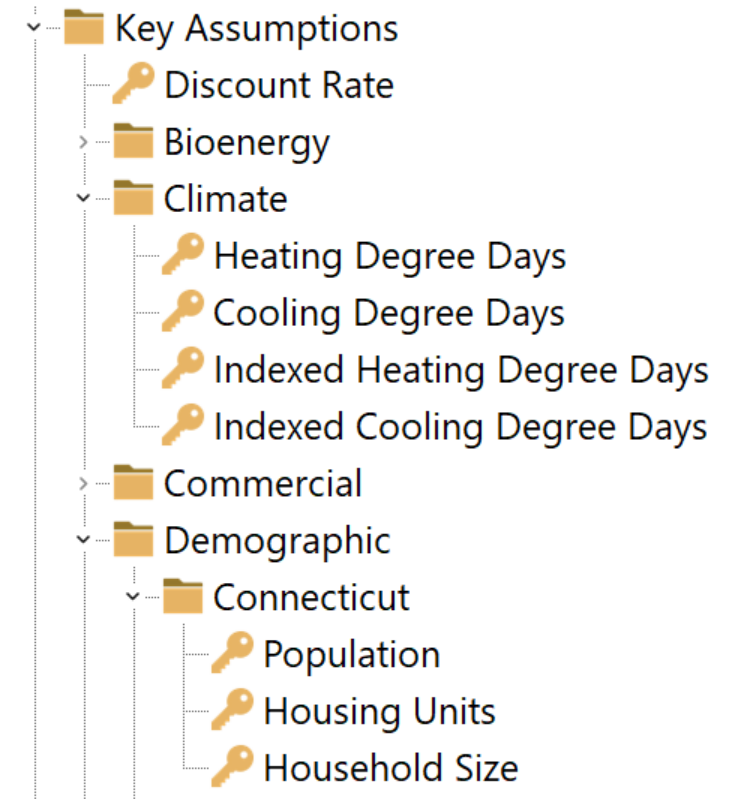 Key Assumptions
Discount Rate
Bioenergy
Climate
Heating Degree Days
Cooling Degree Days
Indexed Heating Degree Days
Indexed Cooling Degree Days
Commercial
Demographic
Connecticut
Population
Housing Units
Household Size